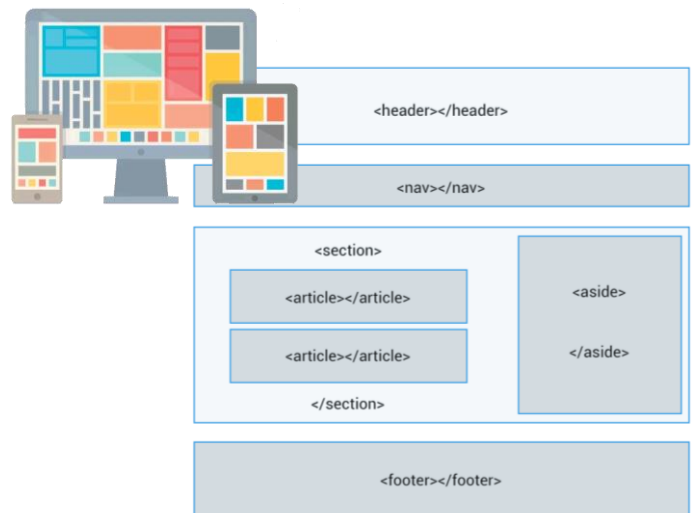 <header></header>
<nav></nav>
<section>
<article></article>
<article></article>
</section>
<aside>
</aside>
<footer></footer>